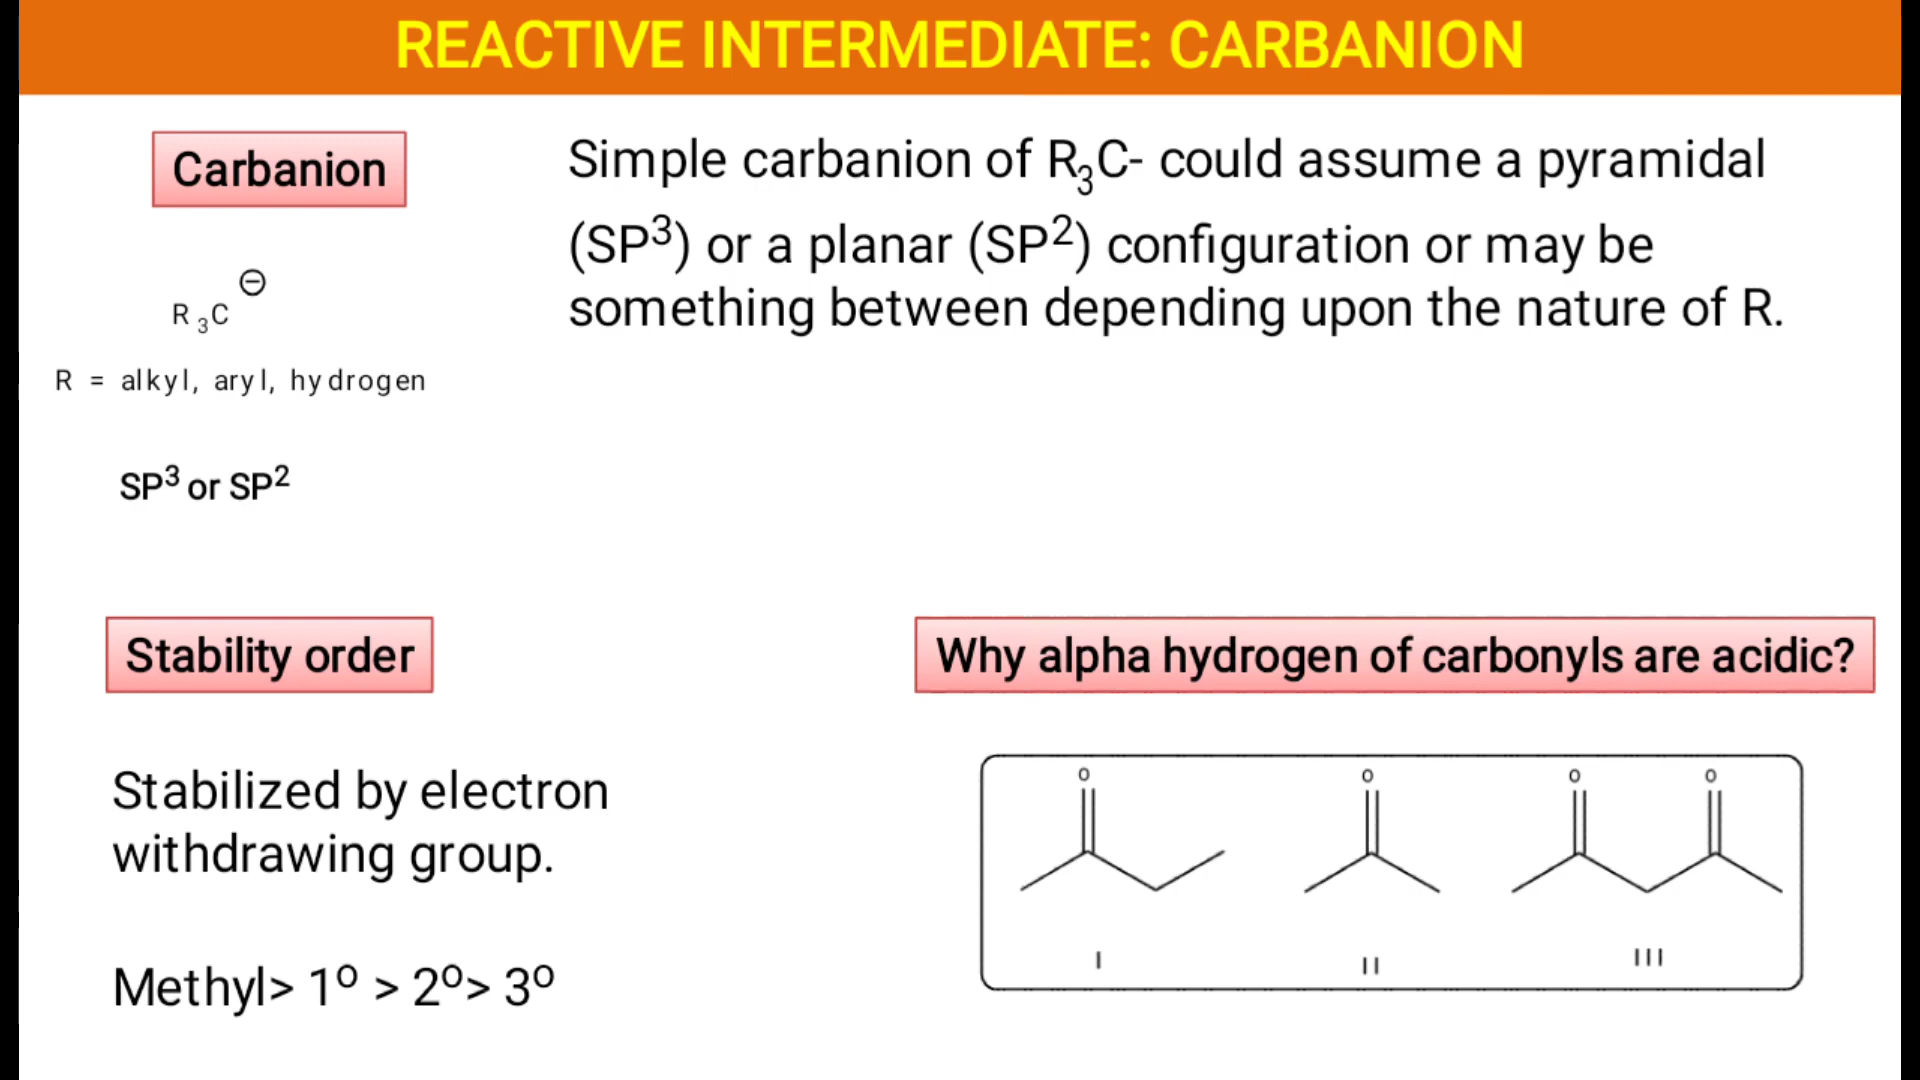 REACTIVE INTERMEDIATE: CARBANION
Carbanion
R₃C⊖
R = alkyl, aryl, hydrogen
SP³ or SP²
Simple carbanion of R₃C- could assume a pyramidal
(SP³) or a planar (SP²) configuration or may be
something between depending upon the nature of R.
Stability order
Stabilized by electron
withdrawing group.
Methyl> 1º > 2º> 3º
Why alpha hydrogen of carbonyls are acidic?
O O O O
I II III